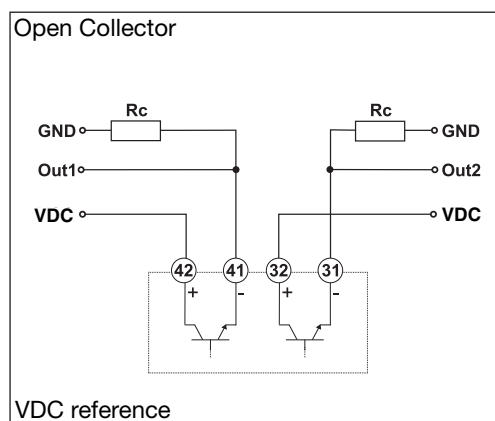 Open Collector
Rc Rc
GND GND
Out1 Out2
VDC VDC
42 41 32 31
+ - + -
VDC reference